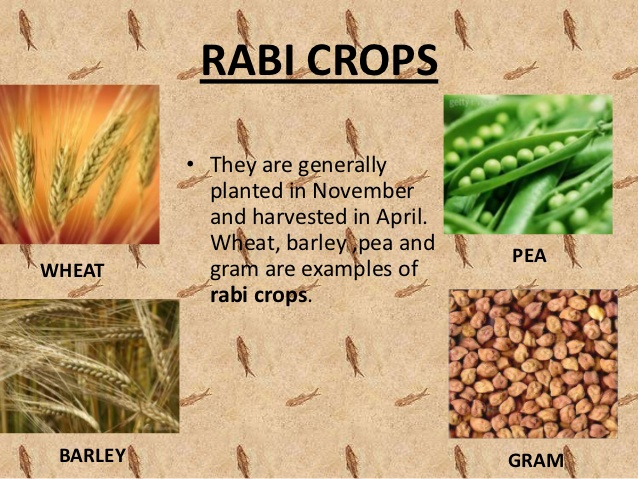 RABI CROPS
• They are generally
planted in November
and harvested in April.
Wheat, barley ,pea and
gram are examples of
rabi crops.
WHEAT
PEA
BARLEY
GRAM